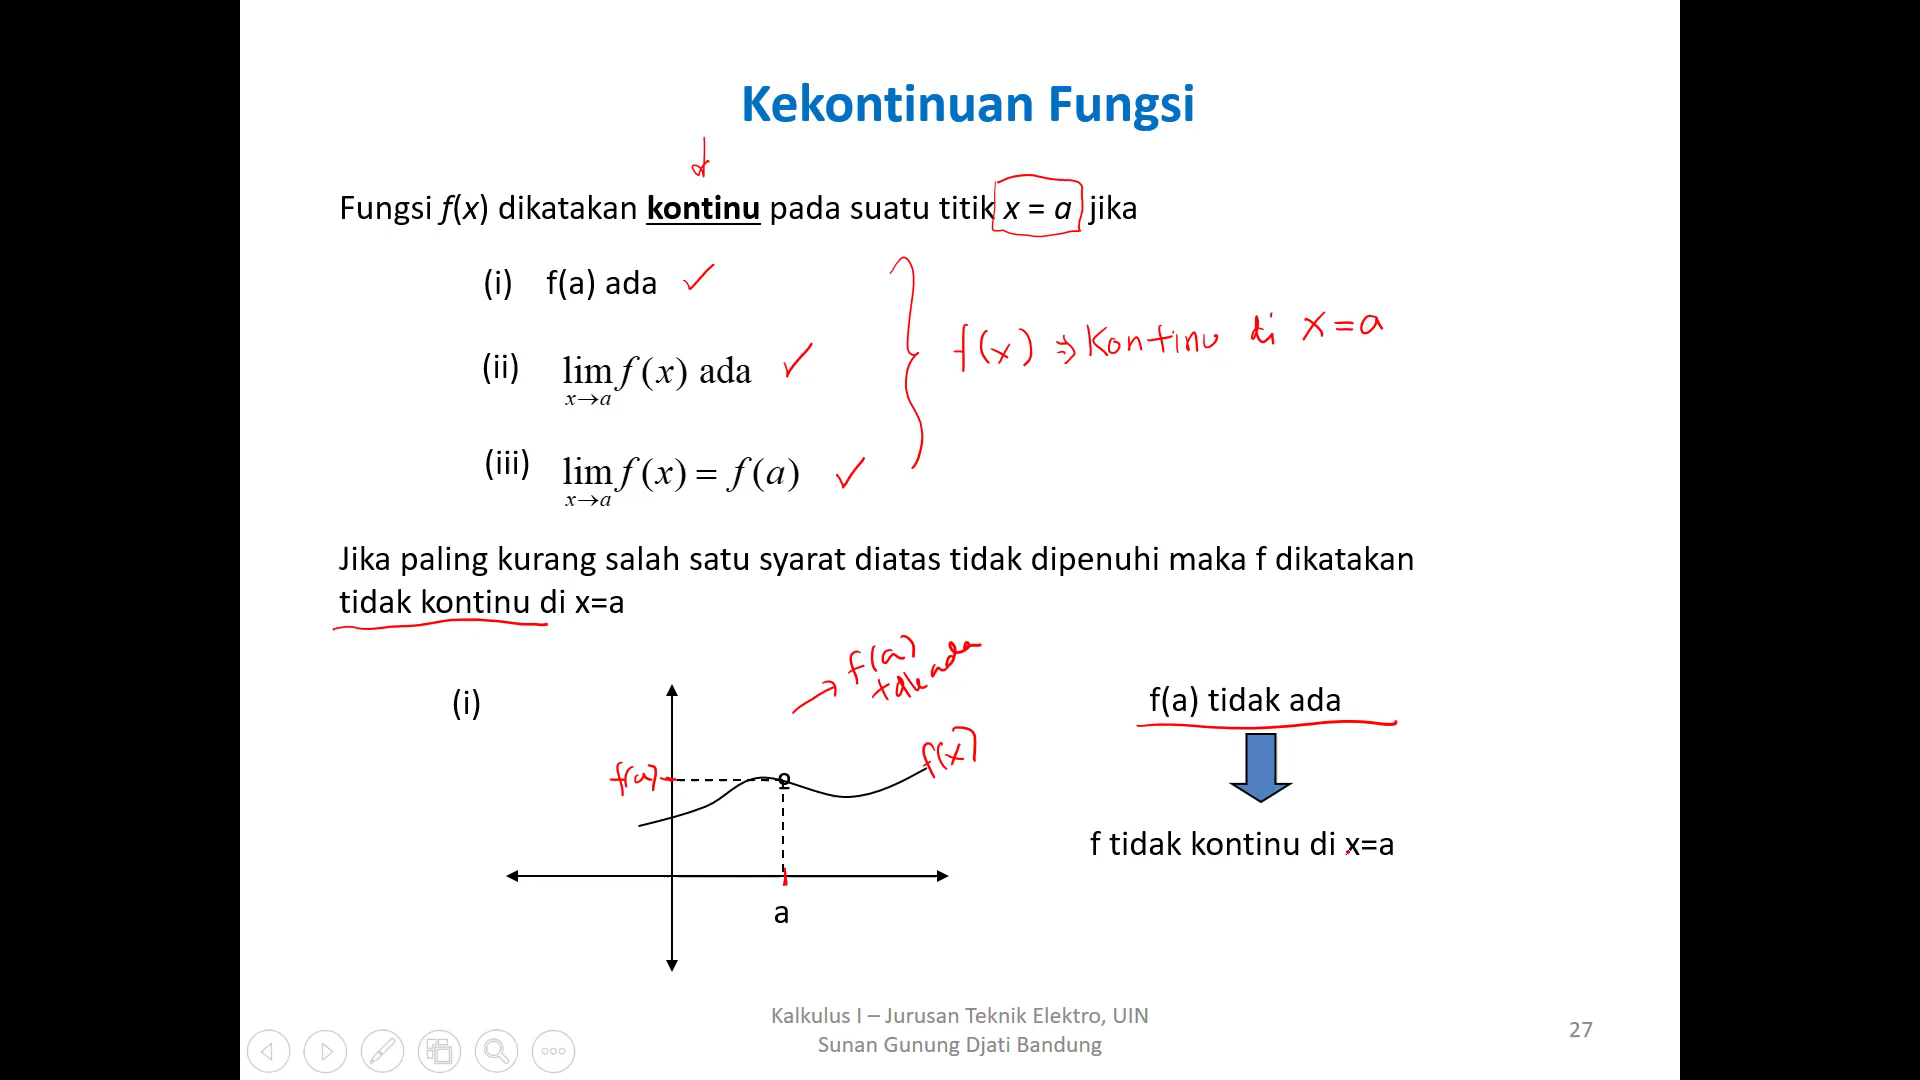 Kekontinuan Fungsi
Fungsi f(x) dikatakan kontinu pada suatu titik x = a jika
(i) f(a) ada ✓
(ii) lim f(x) ada ✓
x→a
f(x) ⇒ Kontinu di x=a
(iii) lim f(x) = f(a) ✓
x→a
Jika paling kurang salah satu syarat diatas tidak dipenuhi maka f dikatakan
tidak kontinu di x=a
(i)
→ f(a)
tdk ada
f(a) tidak ada
f(x)
f(a)
f tidak kontinu di x=a
a
Kalkulus I – Jurusan Teknik Elektro, UIN
Sunan Gunung Djati Bandung
27